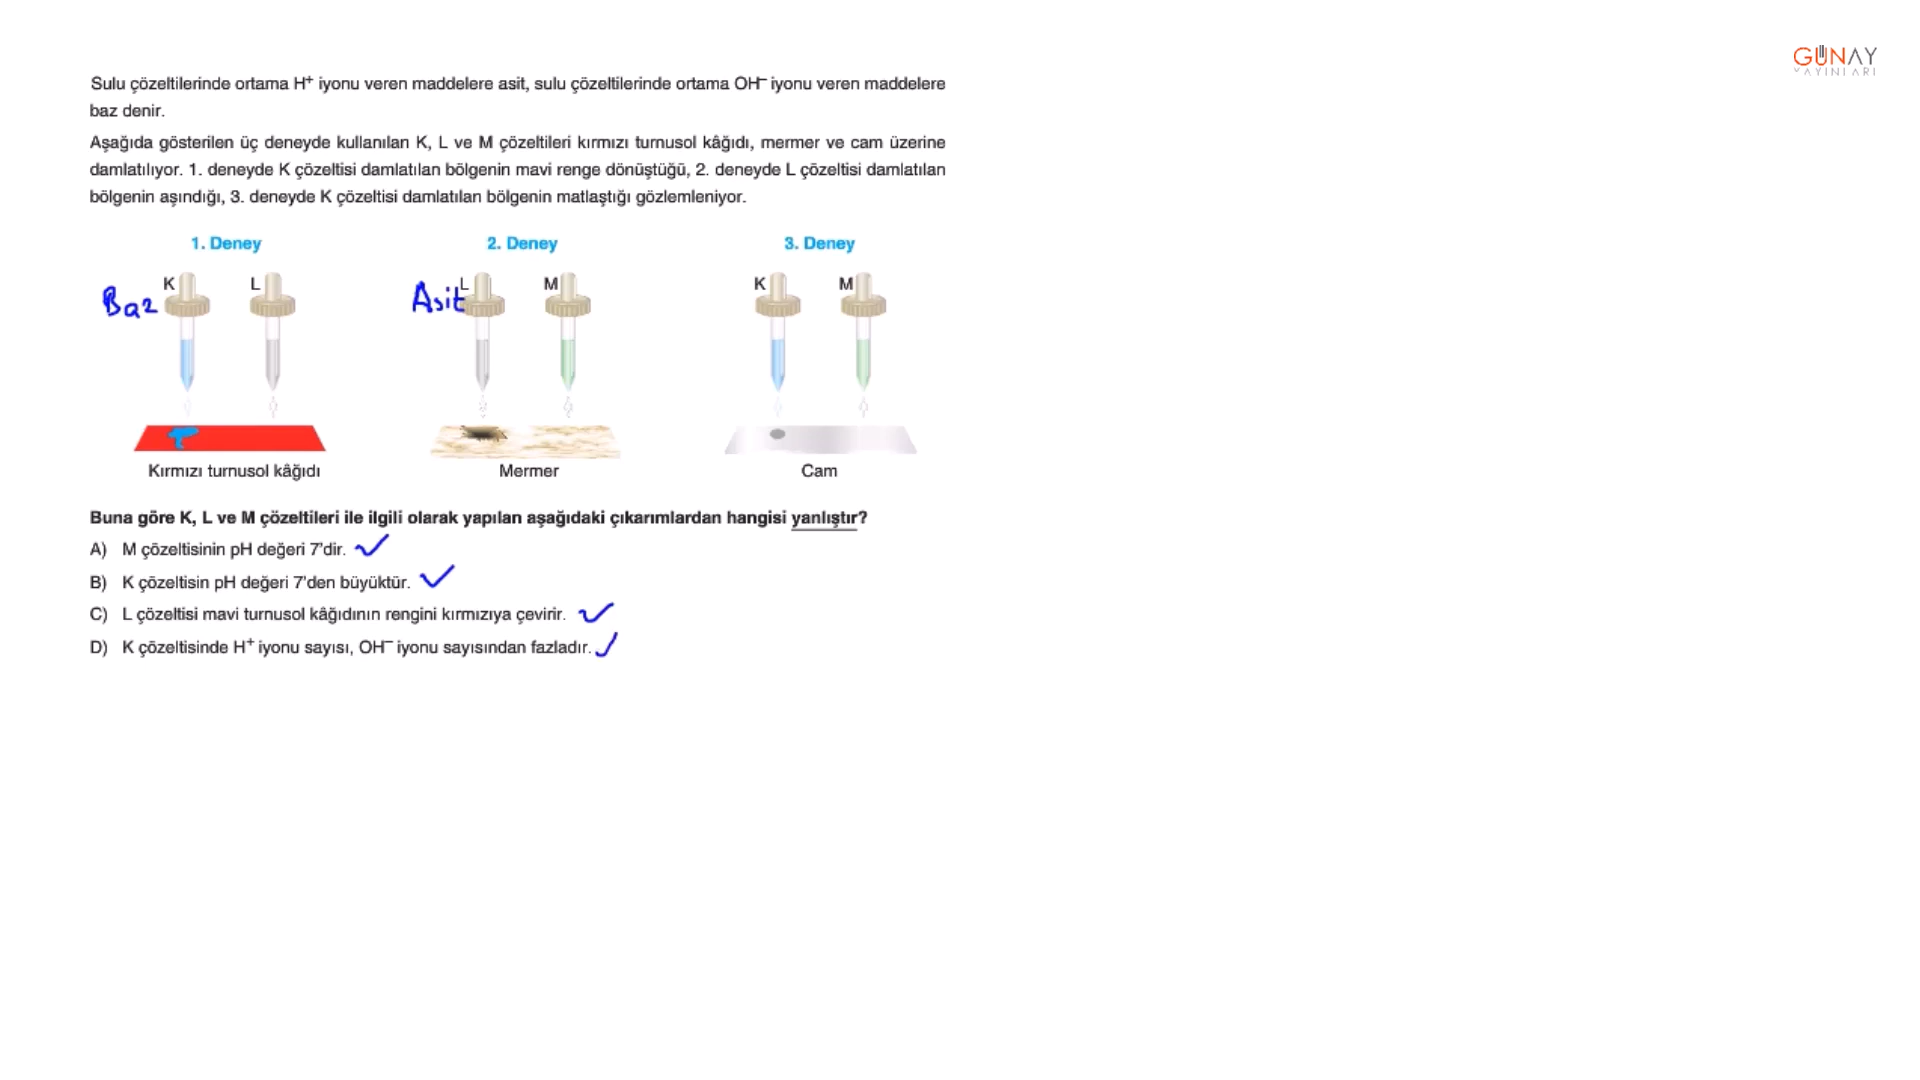 GÜNAY
YAYINLARI
Sulu çözeltilerinde ortama H⁺ iyonu veren maddelere asit, sulu çözeltilerinde ortama OH⁻ iyonu veren maddelere
baz denir.
Aşağıda gösterilen üç deneyde kullanılan K, L ve M çözeltileri kırmızı turnusol kâğıdı, mermer ve cam üzerine
damlatılıyor. 1. deneyde K çözeltisi damlatılan bölgenin mavi renge dönüştüğü, 2. deneyde L çözeltisi damlatılan
bölgenin aşındığı, 3. deneyde K çözeltisi damlatılan bölgenin matlaştığı gözlemleniyor.
1. Deney 2. Deney 3. Deney
K L L M K M
Baz Asit
Kırmızı turnusol kâğıdı Mermer Cam
Buna göre K, L ve M çözeltileri ile ilgili olarak yapılan aşağıdaki çıkarımlardan hangisi yanlıştır?
A) M çözeltisinin pH değeri 7'dir.
B) K çözeltisin pH değeri 7'den büyüktür.
C) L çözeltisi mavi turnusol kâğıdının rengini kırmızıya çevirir.
D) K çözeltisinde H⁺ iyonu sayısı, OH⁻ iyonu sayısından fazladır.